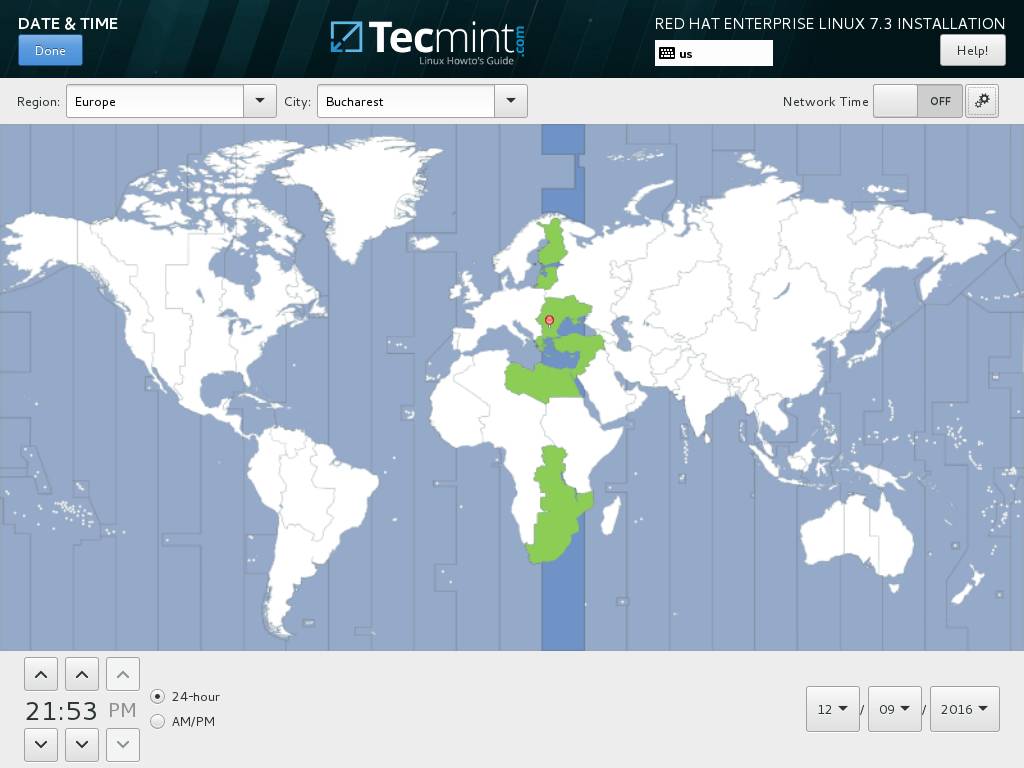 DATE & TIME
RED HAT ENTERPRISE LINUX 7.3 INSTALLATION
Done
Tecmint.com
Linux Howto's Guide
us
Help!
Region: Europe City: Bucharest Network Time OFF
21:53 PM
24-hour
AM/PM
12 / 09 / 2016